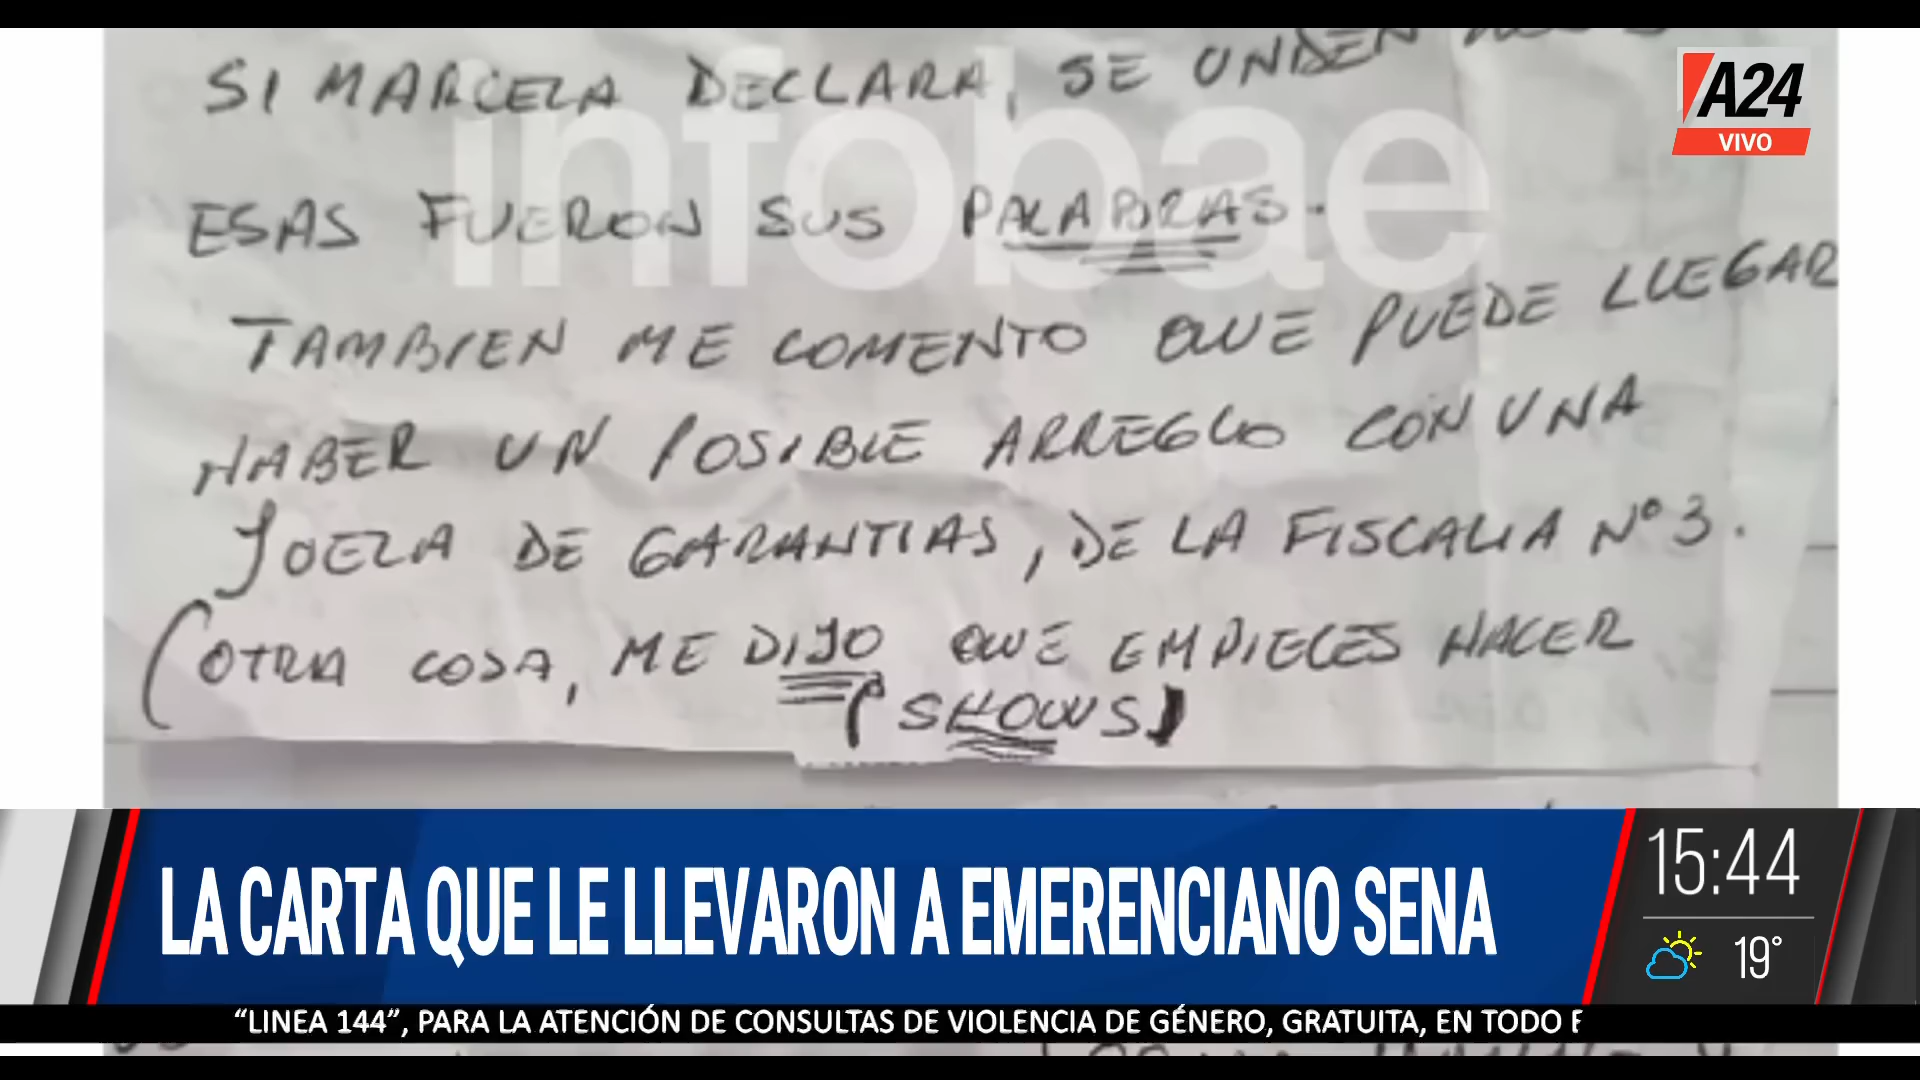 SI MARCELA DECLARA, SE UNDEN
A24
VIVO
infobae
ESAS FUERON SUS PALABRAS.
TAMBIEN ME COMENTO QUE PUEDE LLEGAR
HABER UN POSIBLE ARREGLO CON UNA
JUEZA DE GARANTIAS, DE LA FISCALIA Nº 3.
(OTRA COSA, ME DIJO QUE EMPIECES HACER
(SHOWS)
LA CARTA QUE LE LLEVARON A EMERENCIANO SENA
15:44
19°
“LINEA 144”, PARA LA ATENCIÓN DE CONSULTAS DE VIOLENCIA DE GÉNERO, GRATUITA, EN TODO